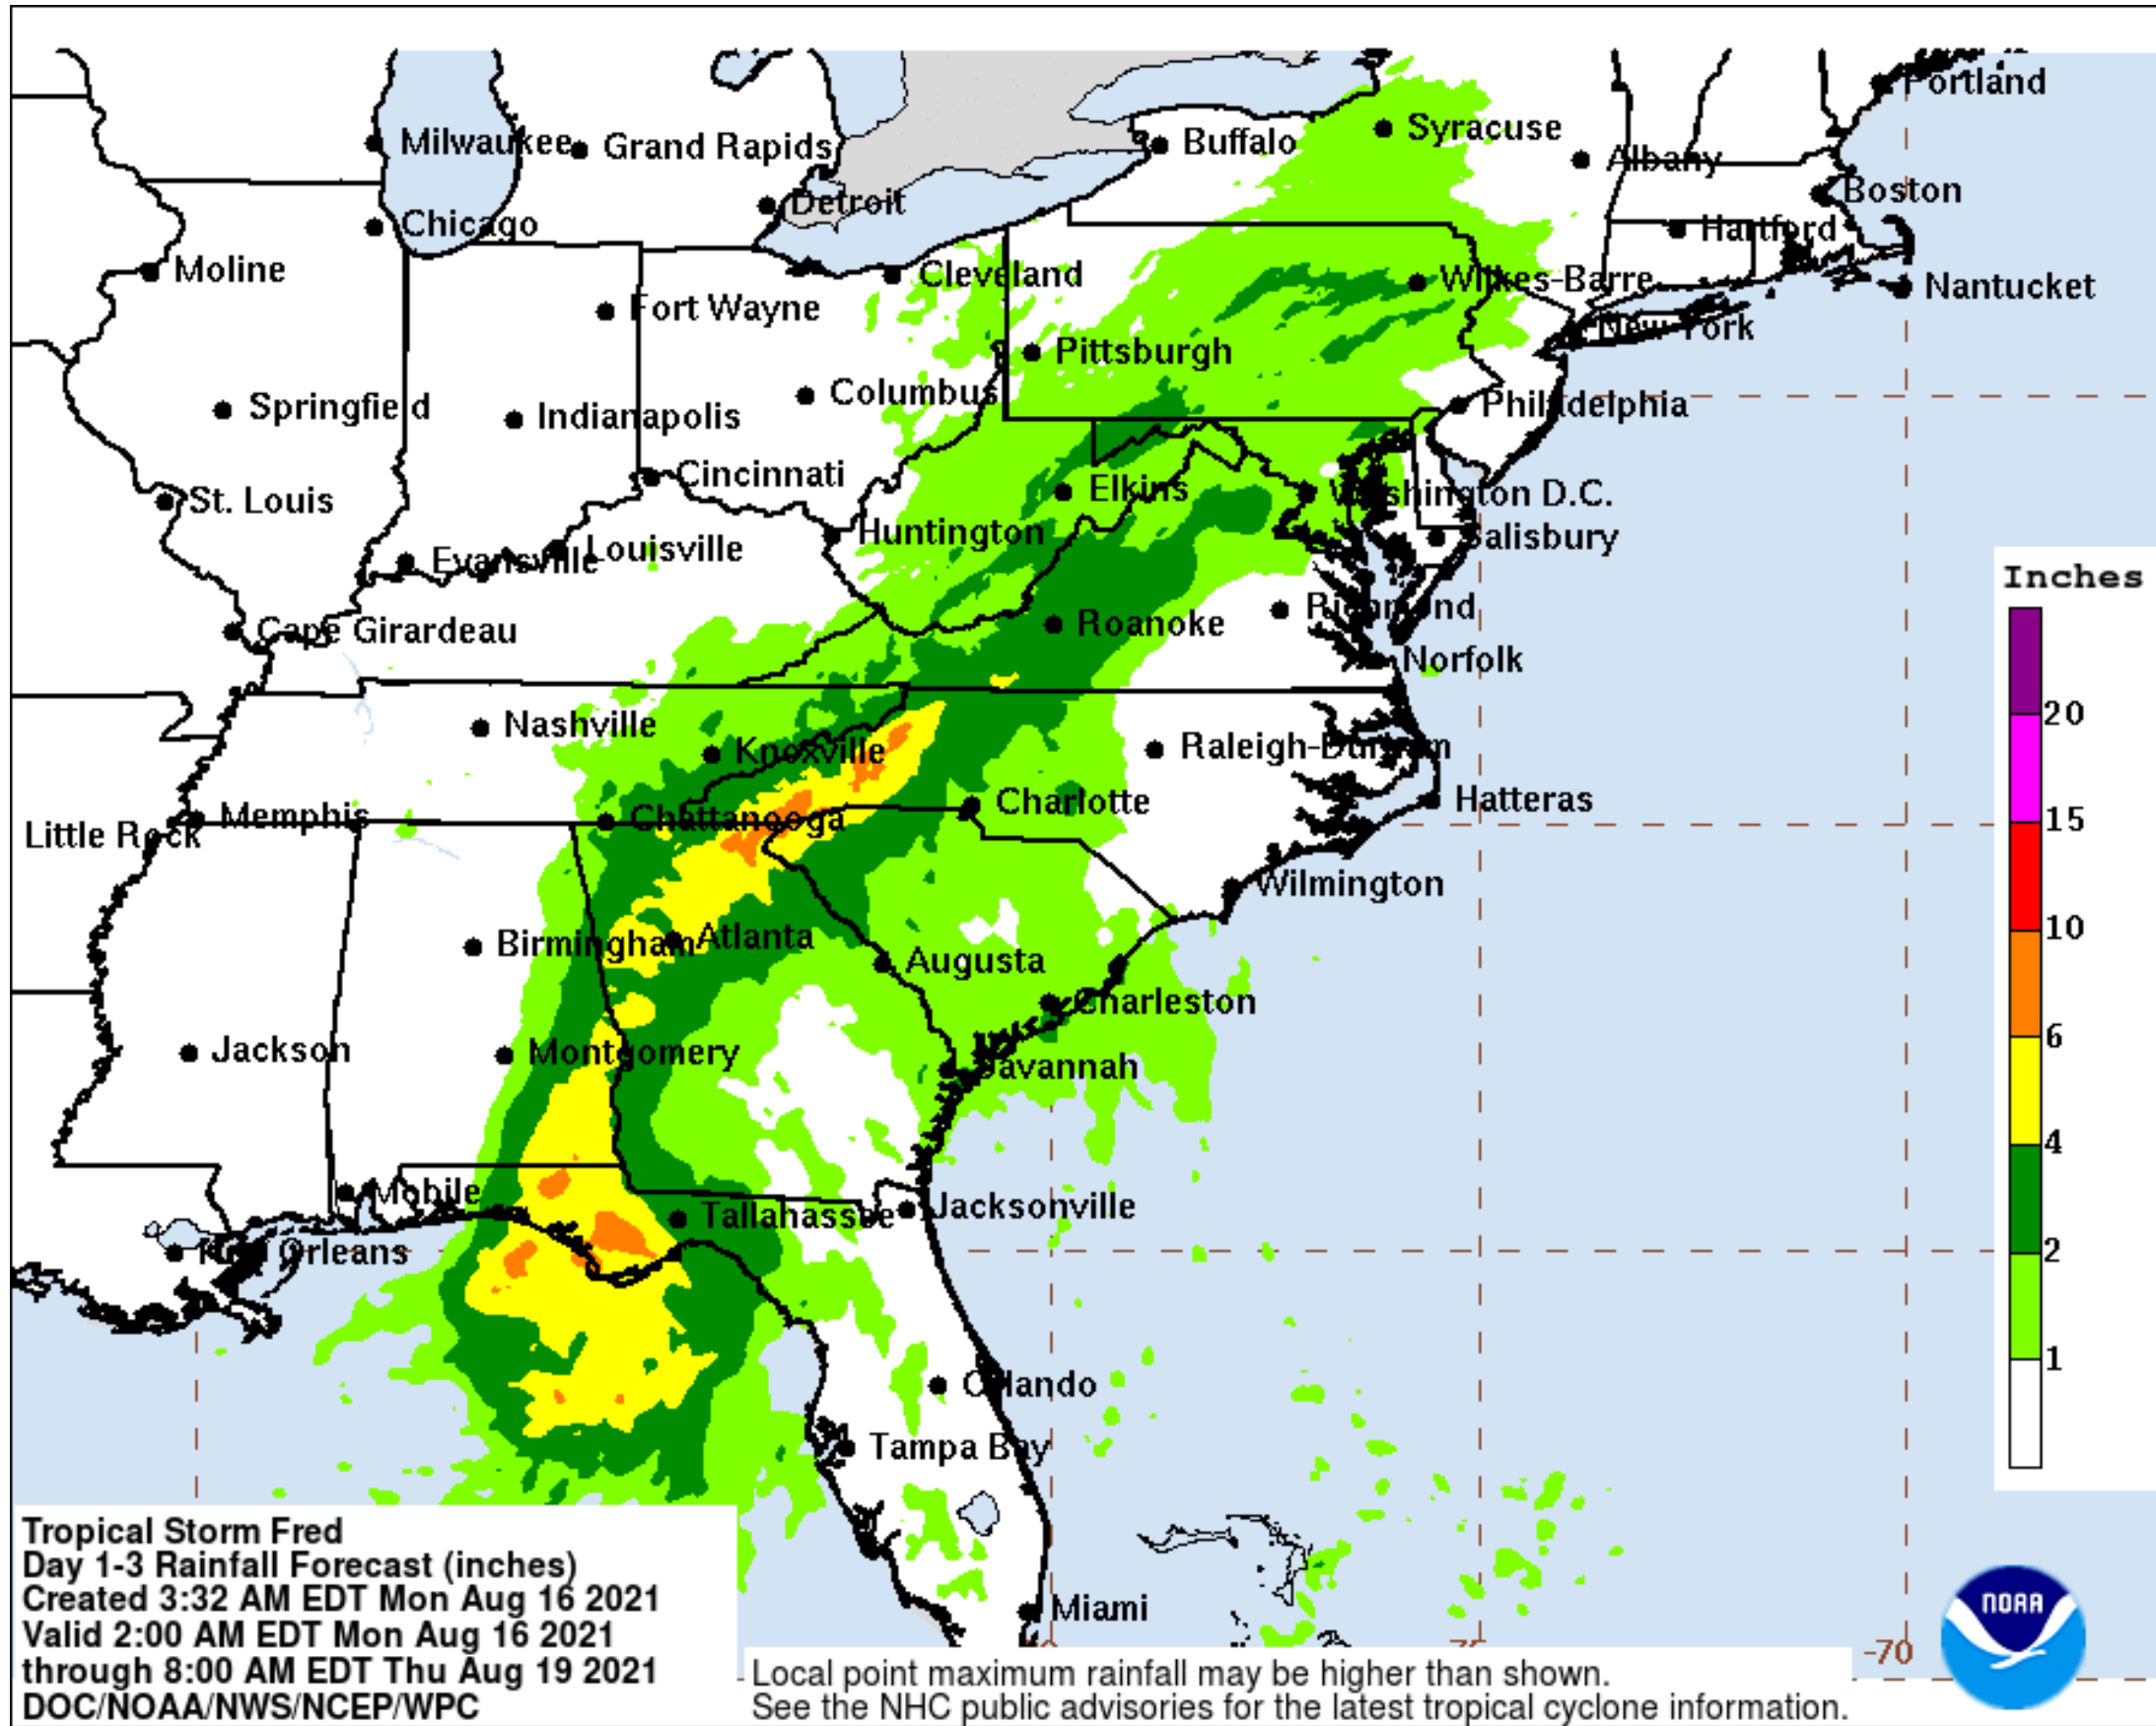 Portland
Syracuse
Milwaukee
Grand Rapids
Buffalo
Albany
Boston
Detroit
Chicago
Hartford
Moline
Cleveland
Wilkes-Barre
Nantucket
Fort Wayne
New York
Pittsburgh
Springfield
Indianapolis
Columbus
Philadelphia
Cincinnati
Elkins
Washington D.C.
St. Louis
Huntington
Salisbury
Evansville
Louisville
Inches
Cape Girardeau
Roanoke
Richmond
Norfolk
20
Nashville
Knoxville
Raleigh-Durham
Memphis
Chattanooga
Charlotte
Hatteras
15
Little Rock
Wilmington
Birmingham
Atlanta
10
Augusta
Charleston
Jackson
Montgomery
Savannah
6
4
Mobile
Tallahassee
Jacksonville
New Orleans
2
1
Orlando
Tampa Bay
Miami
NOAA
-70
Tropical Storm Fred
Day 1-3 Rainfall Forecast (inches)
Created 3:32 AM EDT Mon Aug 16 2021
Valid 2:00 AM EDT Mon Aug 16 2021
through 8:00 AM EDT Thu Aug 19 2021
DOC/NOAA/NWS/NCEP/WPC
Local point maximum rainfall may be higher than shown.
See the NHC public advisories for the latest tropical cyclone information.